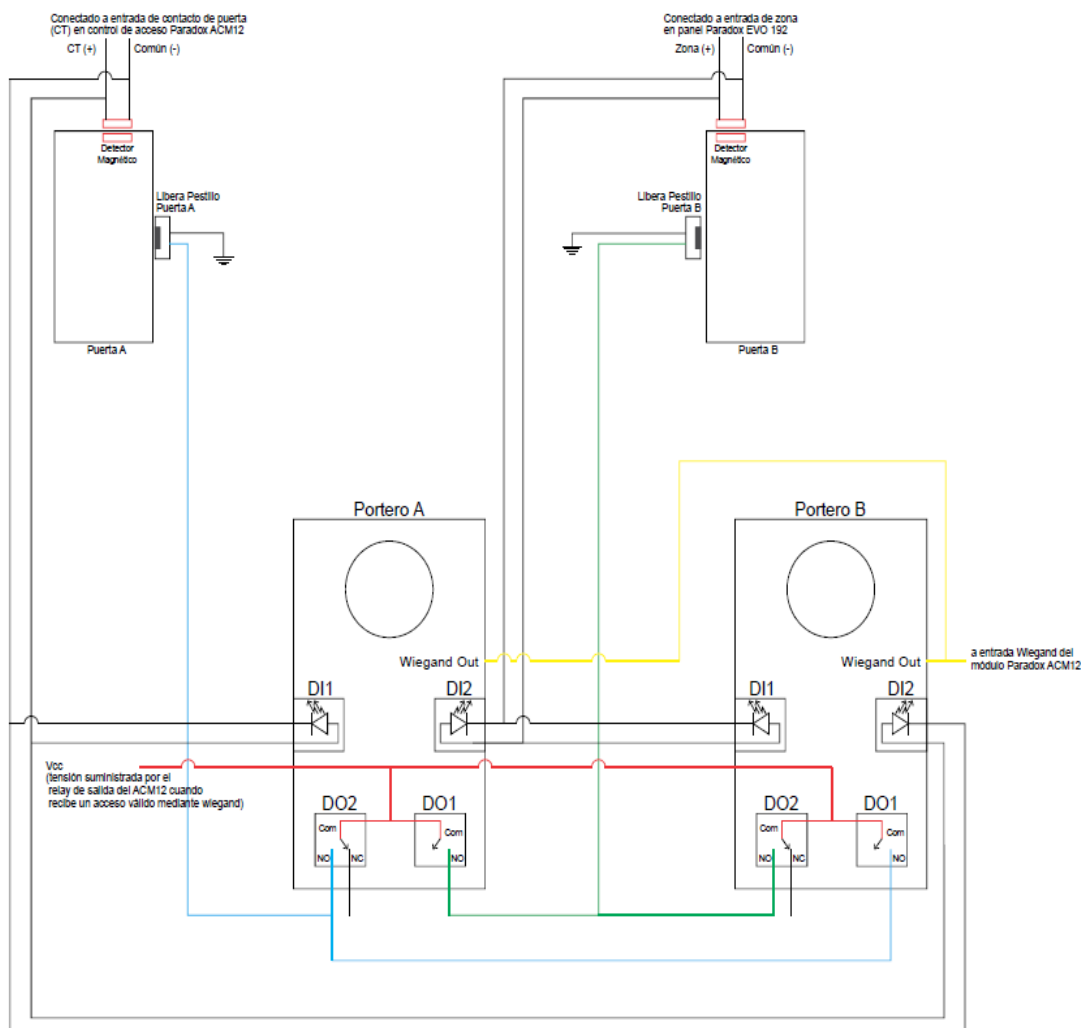 Conectado a entrada de contacto de puerta
(CT) en control de acceso Paradox ACM12
CT (+)
Común (-)
Detector
Magnético
Libera Pestillo
Puerta A
Puerta A
Conectado a entrada de zona
en panel Paradox EVO 192
Zona (+)
Común (-)
Detector
Magnético
Libera Pestillo
Puerta B
Puerta B
Portero A
Wiegand Out
DI1
DI2
Portero B
Wiegand Out
a entrada Wiegand del
módulo Paradox ACM12
DI1
DI2
Vcc
(tensión suministrada por el
relay de salida del ACM12 cuando
recibe un acceso válido mediante wiegand)
DO2
Com
NO
NC
DO1
Com
NO
DO2
Com
NO
NC
DO1
Com
NO